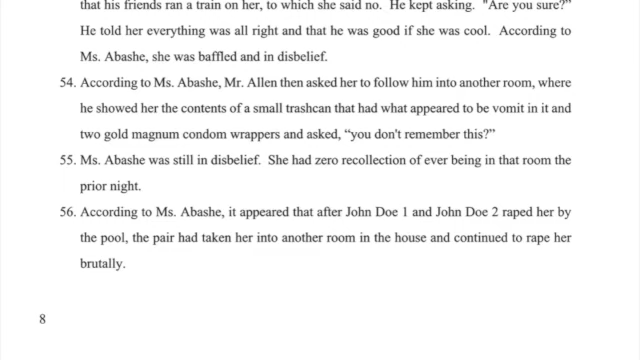 that his friends ran a train on her, to which she said no. He kept asking. "Are you sure?"
He told her everything was all right and that he was good if she was cool. According to
Ms. Abashe, she was baffled and in disbelief.
54. According to Ms. Abashe, Mr. Allen then asked her to follow him into another room, where
he showed her the contents of a small trashcan that had what appeared to be vomit in it and
two gold magnum condom wrappers and asked, “you don't remember this?”
55. Ms. Abashe was still in disbelief. She had zero recollection of ever being in that room the
prior night.
56. According to Ms. Abashe, it appeared that after John Doe 1 and John Doe 2 raped her by
the pool, the pair had taken her into another room in the house and continued to rape her
brutally.
8